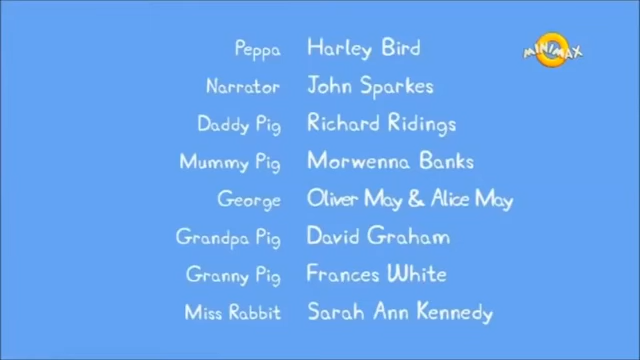 Peppa Harley Bird
MINIMAX
Narrator John Sparkes
Daddy Pig Richard Ridings
Mummy Pig Morwenna Banks
George Oliver May & Alice May
Grandpa Pig David Graham
Granny Pig Frances White
Miss Rabbit Sarah Ann Kennedy